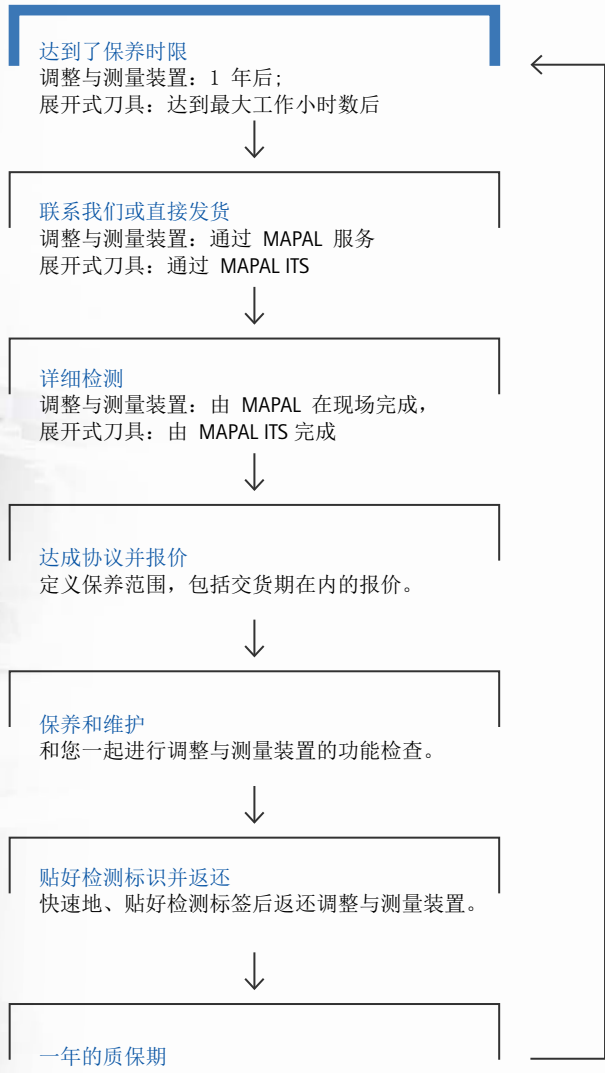 达到了保养时限
调整与测量装置：1 年后;
展开式刀具：达到最大工作小时数后
联系我们或直接发货
调整与测量装置：通过 MAPAL 服务
展开式刀具：通过 MAPAL ITS
详细检测
调整与测量装置：由 MAPAL 在现场完成，
展开式刀具：由 MAPAL ITS 完成
达成协议并报价
定义保养范围，包括交货期在内的报价。
保养和维护
和您一起进行调整与测量装置的功能检查。
贴好检测标识并返还
快速地、贴好检测标签后返还调整与测量装置。
一年的质保期